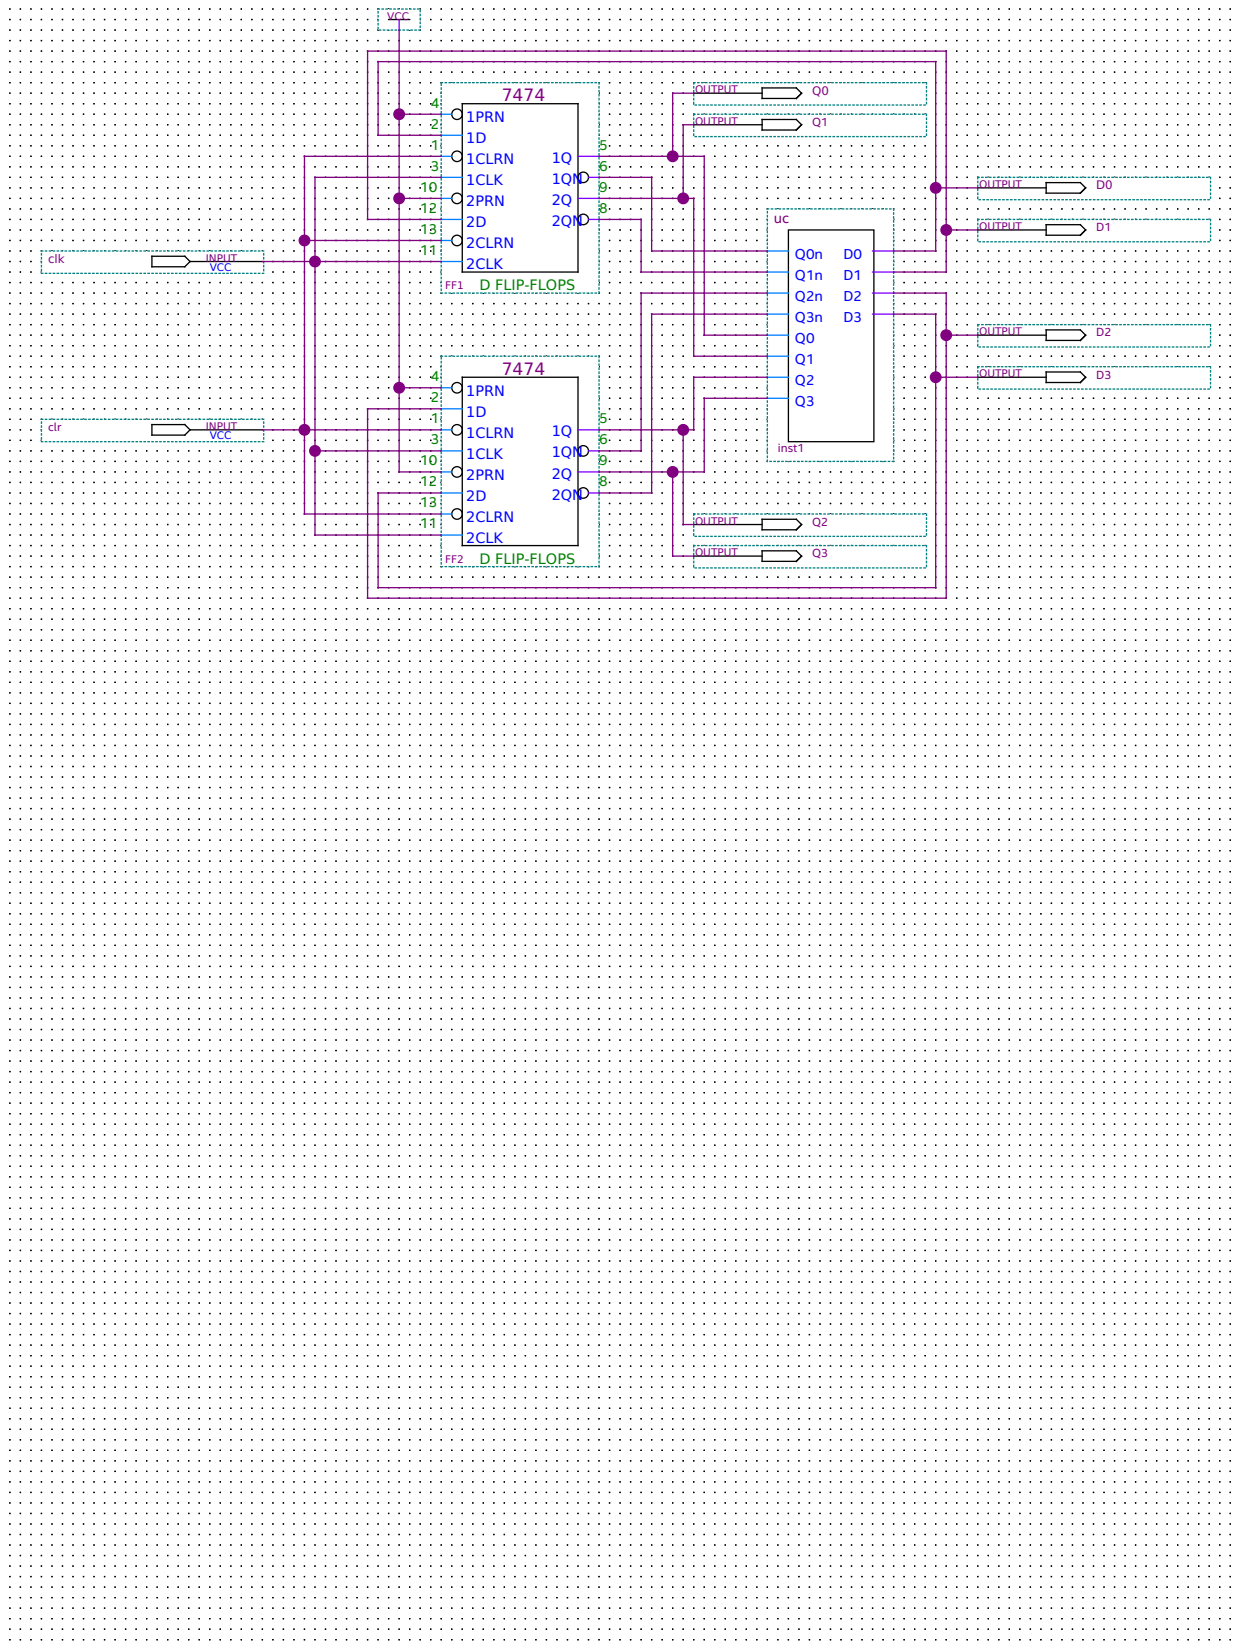 VCC
7474
4
1PRN
2
1D
1
1CLRN
3
1CLK
10
2PRN
12
2D
13
2CLRN
11
2CLK
1Q
5
1QN
6
2Q
9
2QN
8
FF1
D FLIP-FLOPS
OUTPUT
Q0
OUTPUT
Q1
OUTPUT
D0
OUTPUT
D1
clk
INPUT
VCC
uc
Q0n
D0
Q1n
D1
Q2n
D2
Q3n
D3
Q0
Q1
Q2
Q3
inst1
OUTPUT
D2
OUTPUT
D3
7474
4
1PRN
2
1D
1
1CLRN
3
1CLK
10
2PRN
12
2D
13
2CLRN
11
2CLK
1Q
5
1QN
6
2Q
9
2QN
8
FF2
D FLIP-FLOPS
clr
INPUT
VCC
OUTPUT
Q2
OUTPUT
Q3